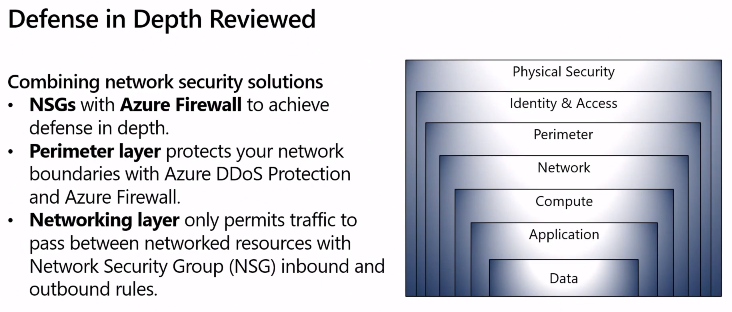 Defense in Depth Reviewed
Combining network security solutions
• NSGs with Azure Firewall to achieve
defense in depth.
• Perimeter layer protects your network
boundaries with Azure DDoS Protection
and Azure Firewall.
• Networking layer only permits traffic to
pass between networked resources with
Network Security Group (NSG) inbound and
outbound rules.
Physical Security
Identity & Access
Perimeter
Network
Compute
Application
Data